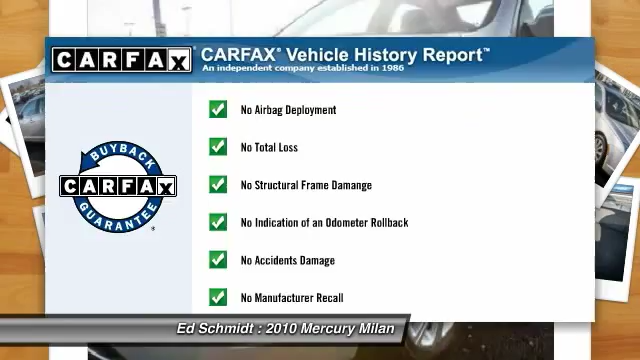 CARFAX
CARFAX® Vehicle History Report™
An independent company established in 1986
No Airbag Deployment
No Total Loss
No Structural Frame Damange
No Indication of an Odometer Rollback
No Accidents Damage
No Manufacturer Recall
BUYBACK
CARFAX
GUARANTEE®
Ed Schmidt : 2010 Mercury Milan